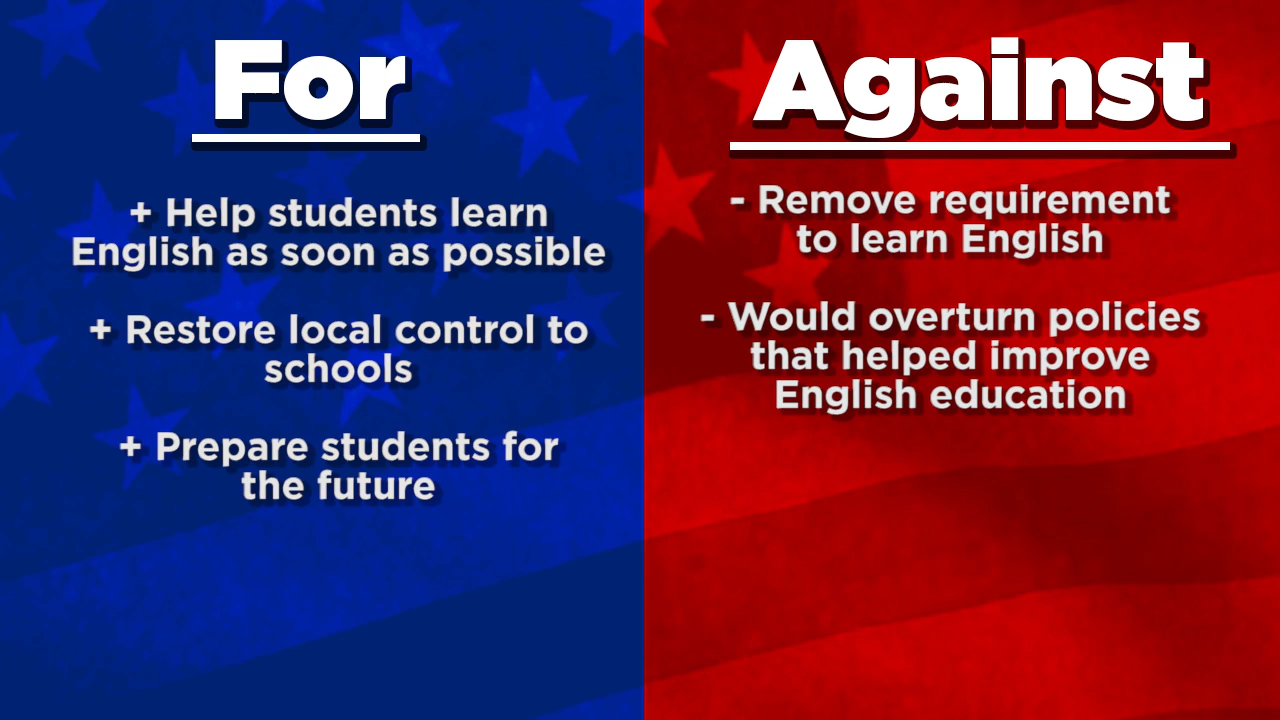 For
+ Help students learn
English as soon as possible
+ Restore local control to
schools
+ Prepare students for
the future
Against
- Remove requirement
to learn English
- Would overturn policies
that helped improve
English education